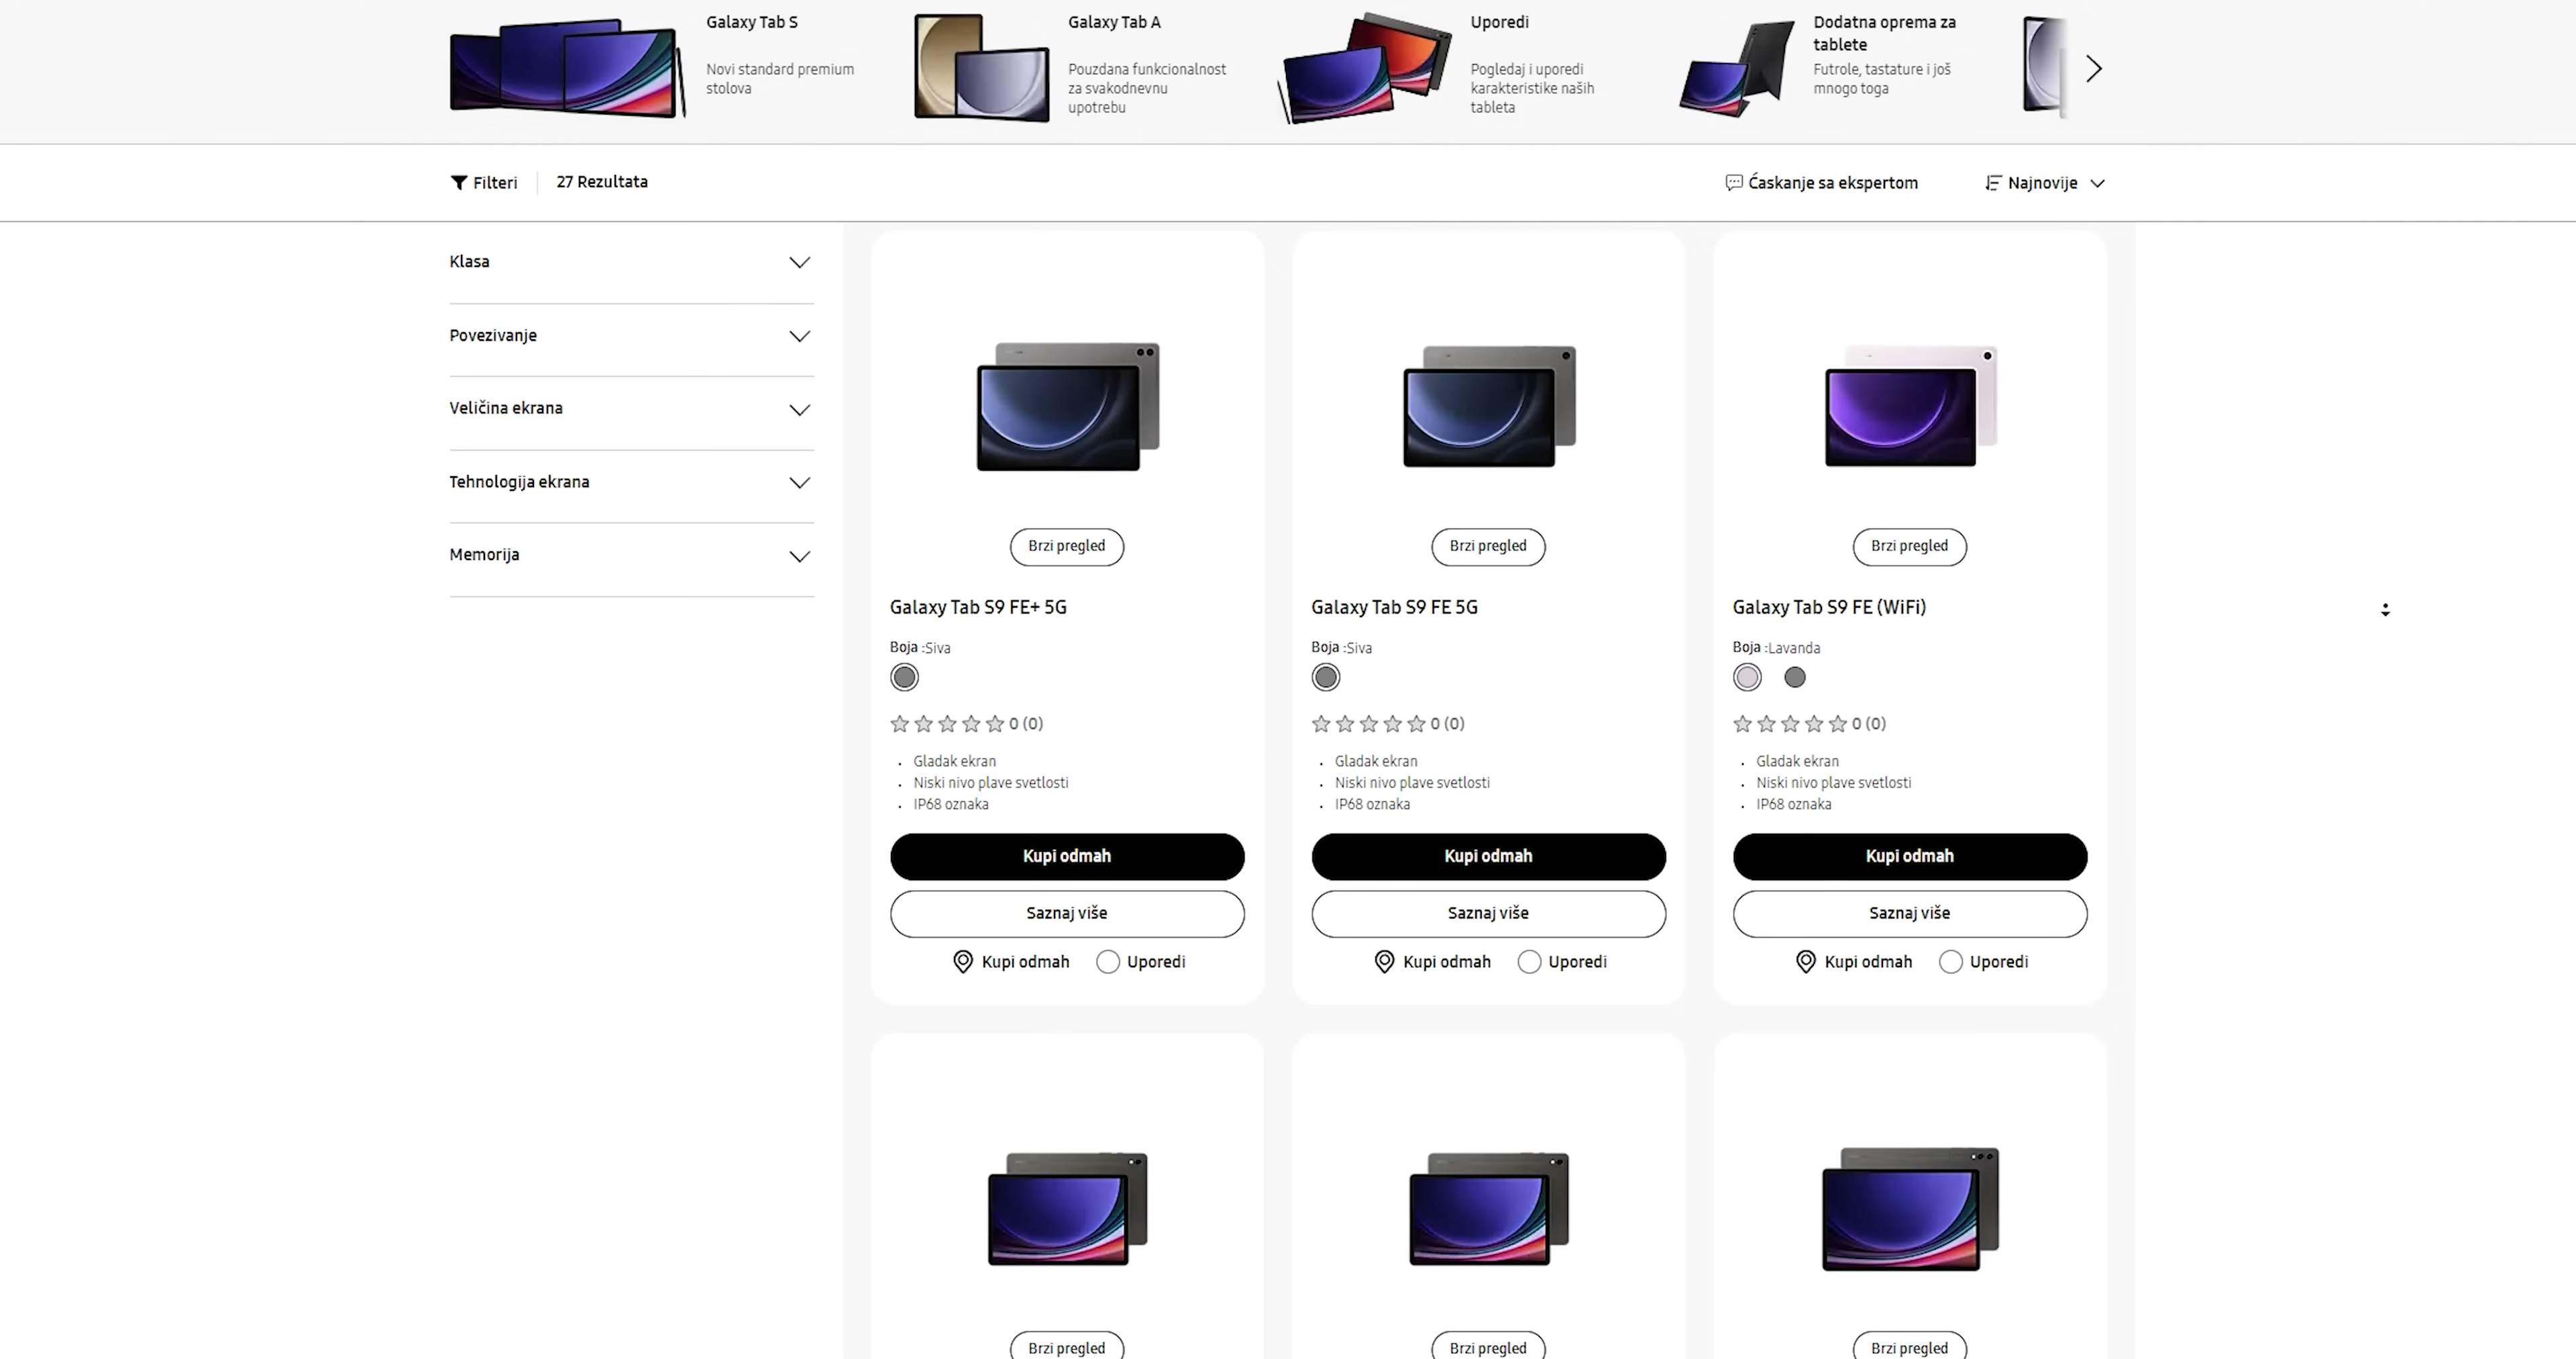 Galaxy Tab S
Novi standard premium
stolova
Galaxy Tab A
Pouzdana funkcionalnost
za svakodnevnu
upotrebu
Uporedi
Pogledaj i uporedi
karakteristike naših
tableta
Dodatna oprema za
tablete
Futrole, tastature i još
mnogo toga
Filteri
27 Rezultata
Ćaskanje sa ekspertom
Najnovije
Klasa
Povezivanje
Veličina ekrana
Tehnologija ekrana
Memorija
Brzi pregled
Galaxy Tab S9 FE+ 5G
Boja :Siva
0 (0)
Gladak ekran
Niski nivo plave svetlosti
IP68 oznaka
Kupi odmah
Saznaj više
Kupi odmah
Uporedi
Brzi pregled
Galaxy Tab S9 FE 5G
Boja :Siva
0 (0)
Gladak ekran
Niski nivo plave svetlosti
IP68 oznaka
Kupi odmah
Saznaj više
Kupi odmah
Uporedi
Brzi pregled
Galaxy Tab S9 FE (WiFi)
Boja :Lavanda
0 (0)
Gladak ekran
Niski nivo plave svetlosti
IP68 oznaka
Kupi odmah
Saznaj više
Kupi odmah
Uporedi
Brzi pregled
Brzi pregled
Brzi pregled